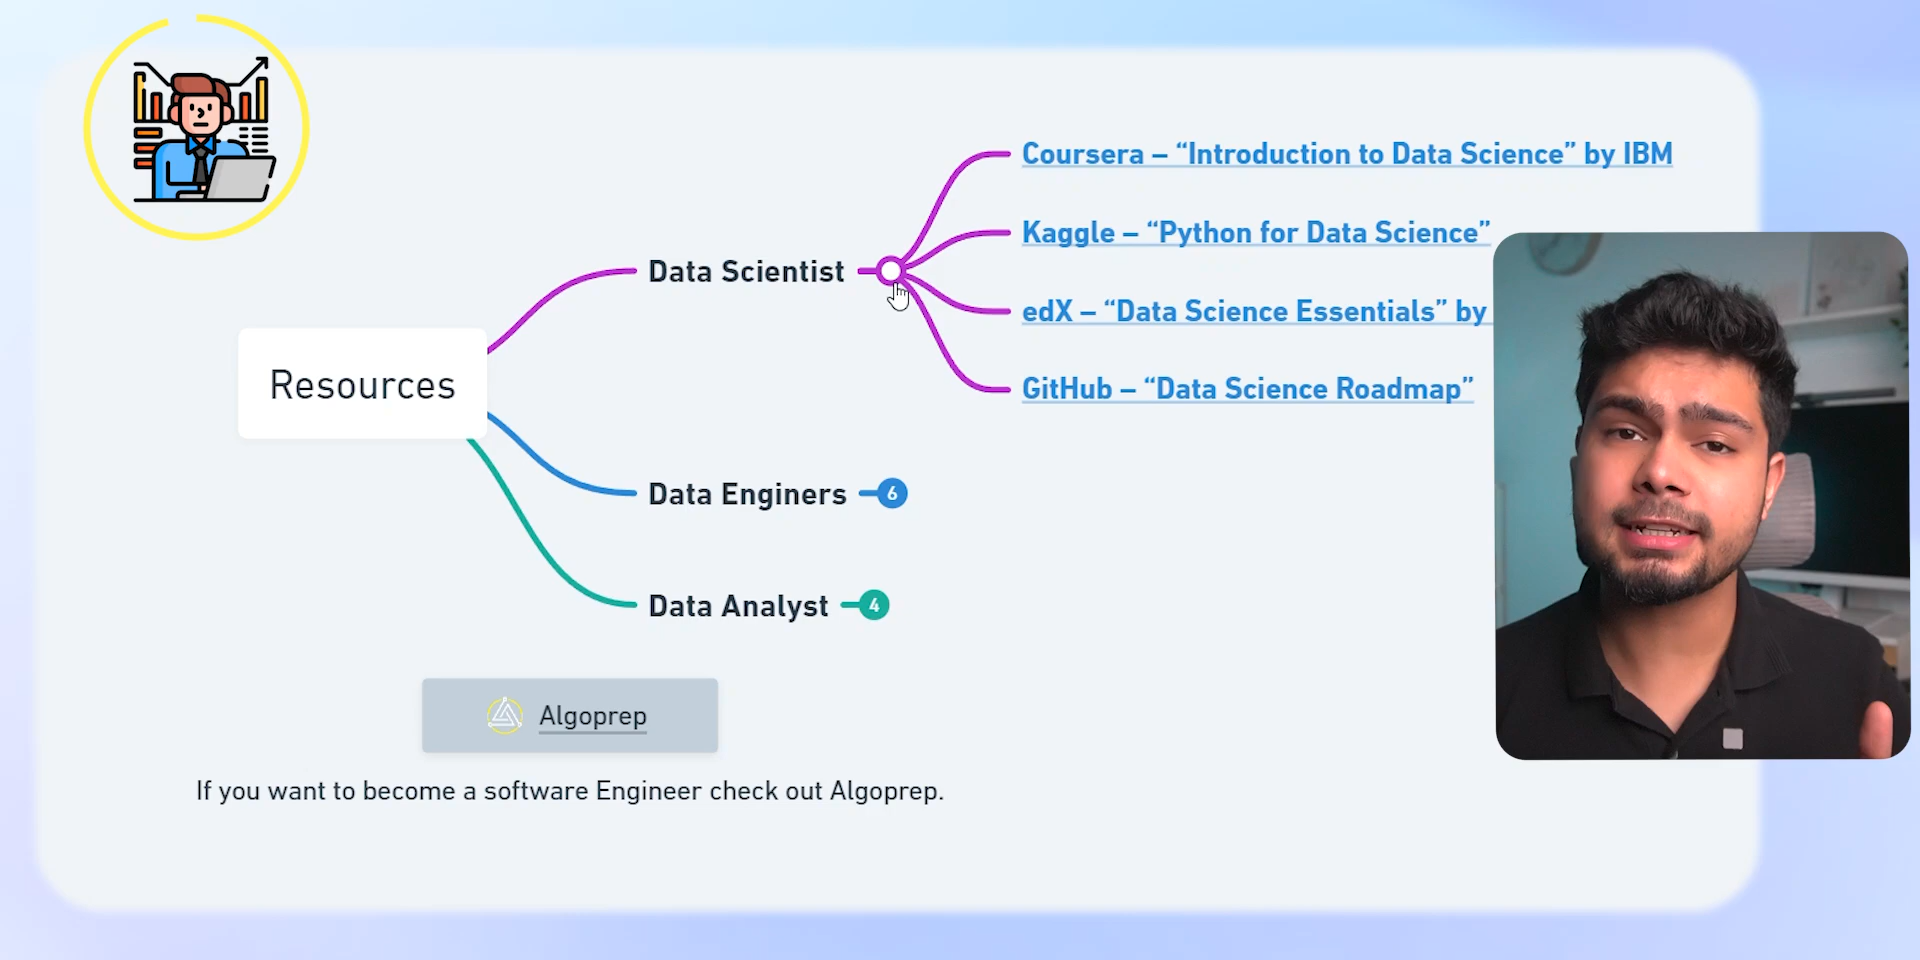 Coursera – “Introduction to Data Science” by IBM
Kaggle – “Python for Data Science”
Data Scientist
edX – “Data Science Essentials” by
GitHub – “Data Science Roadmap”
Resources
Data Enginers
6
Data Analyst
4
Algoprep
If you want to become a software Engineer check out Algoprep.